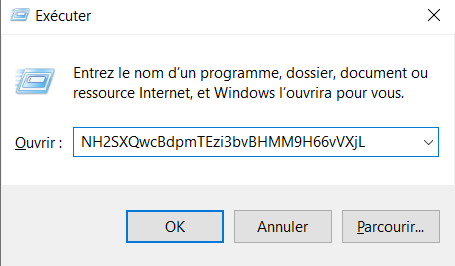 Exécuter
Entrez le nom d’un programme, dossier, document ou
ressource Internet, et Windows l’ouvrira pour vous.
Ouvrir : NH2SXQwcBdpmTEzi3bvBHMM9H66vVXjL
OK Annuler Parcourir...